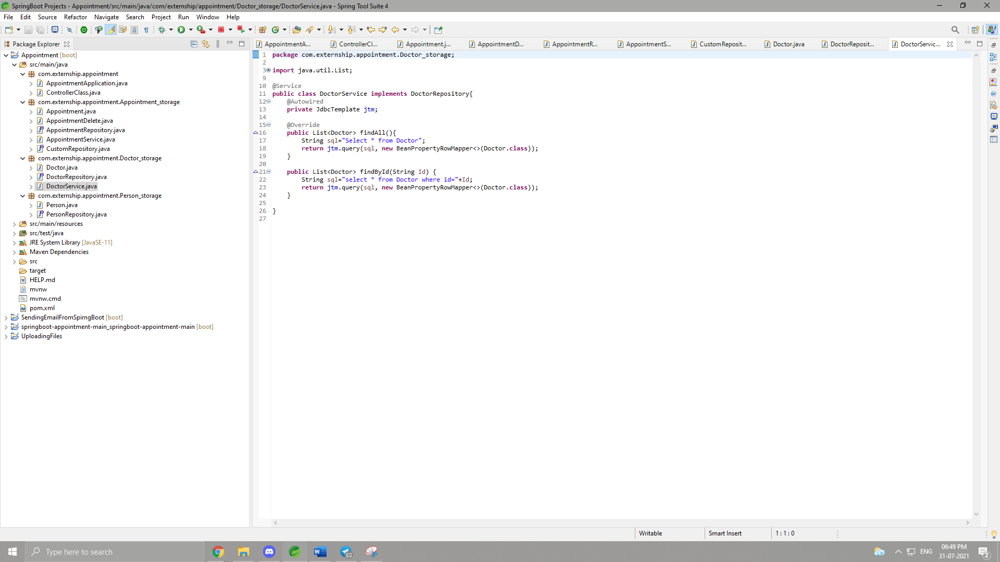 SpringBoot Projects - Appointment/src/main/java/com/externship/appointment/Doctor_storage/DoctorService.java - Spring Tool Suite 4
File Edit Source Refactor Navigate Search Project Run Window Help
Package Explorer
AppointmentA... ControllerCl... Appointment.j... AppointmentD... AppointmentR... AppointmentS... CustomReposit... Doctor.java DoctorReposit... DoctorServic...
Appointment [boot]
src/main/java
com.externship.appointment
AppointmentApplication.java
ControllerClass.java
com.externship.appointment.Appointment_storage
Appointment.java
AppointmentDelete.java
AppointmentRepository.java
AppointmentService.java
CustomRepository.java
com.externship.appointment.Doctor_storage
Doctor.java
DoctorRepository.java
DoctorService.java
com.externship.appointment.Person_storage
Person.java
PersonRepository.java
src/main/resources
src/test/java
JRE System Library [JavaSE-11]
Maven Dependencies
src
target
HELP.md
mvnw
mvnw.cmd
pom.xml
SendingEmailFromSpirngBoot [boot]
springboot-appointment-main_springboot-appointment-main [boot]
UploadingFiles
1 package com.externship.appointment.Doctor_storage;
2
3 import java.util.List;
9
10 @Service
11 public class DoctorService implements DoctorRepository{
12 @Autowired
13 private JdbcTemplate jtm;
14
15 @Override
16 public List<Doctor> findAll(){
17 String sql="Select * from Doctor";
18 return jtm.query(sql, new BeanPropertyRowMapper<>(Doctor.class));
19 }
20
21 public List<Doctor> findById(String Id) {
22 String sql="select * from Doctor where id="+Id;
23 return jtm.query(sql, new BeanPropertyRowMapper<>(Doctor.class));
24 }
25
26 }
27
Writable Smart Insert 1 : 1 : 0
Type here to search
60
ENG
06:49 PM
31-07-2021
2